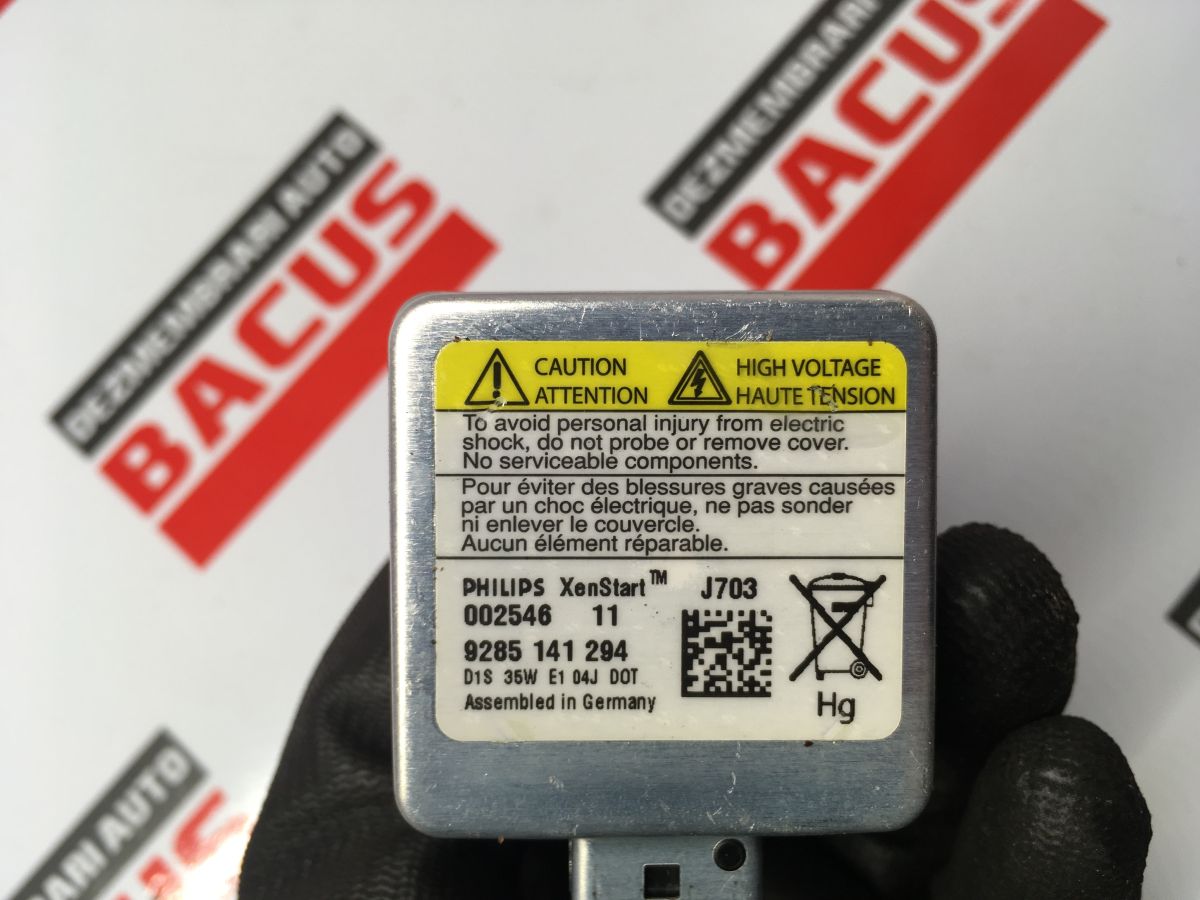 DEZMEMBRARI AUTO
BACUS
DEZMEMBRARI
BACUS
CAUTION
ATTENTION
HIGH VOLTAGE
HAUTE TENSION
To avoid personal injury from electric
shock, do not probe or remove cover.
No serviceable components.
Pour éviter des blessures graves causées
par un choc électrique, ne pas sonder
ni enlever le couvercle.
Aucun élément réparable.
PHILIPS XenStart™ J703
002546 11
9285 141 294
D1S 35W E1 04J DOT
Assembled in Germany
Hg
ARI AUTO